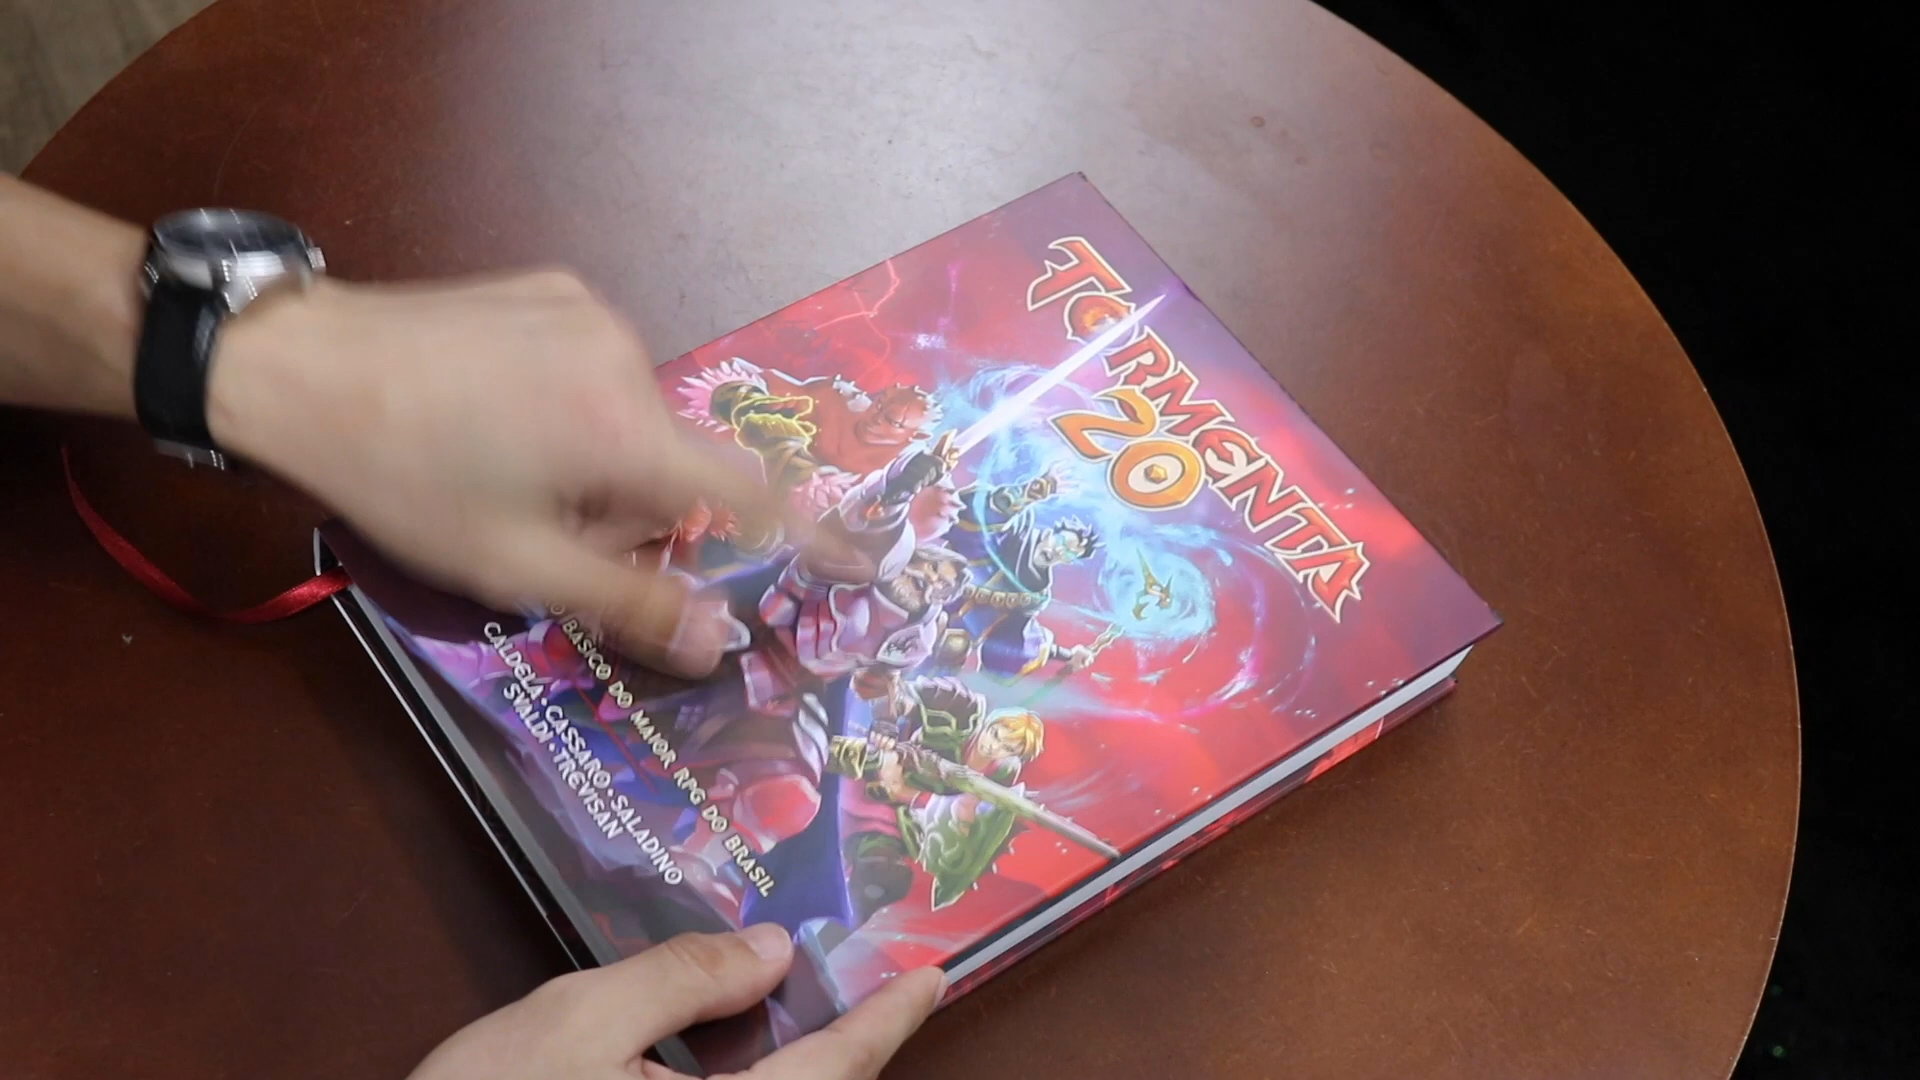 TORMENTA
20
BÁSICO DO MAIOR RPG DO BRASIL
CALDELA • CASSARO • SALADINO
SVALDI • TREVISAN